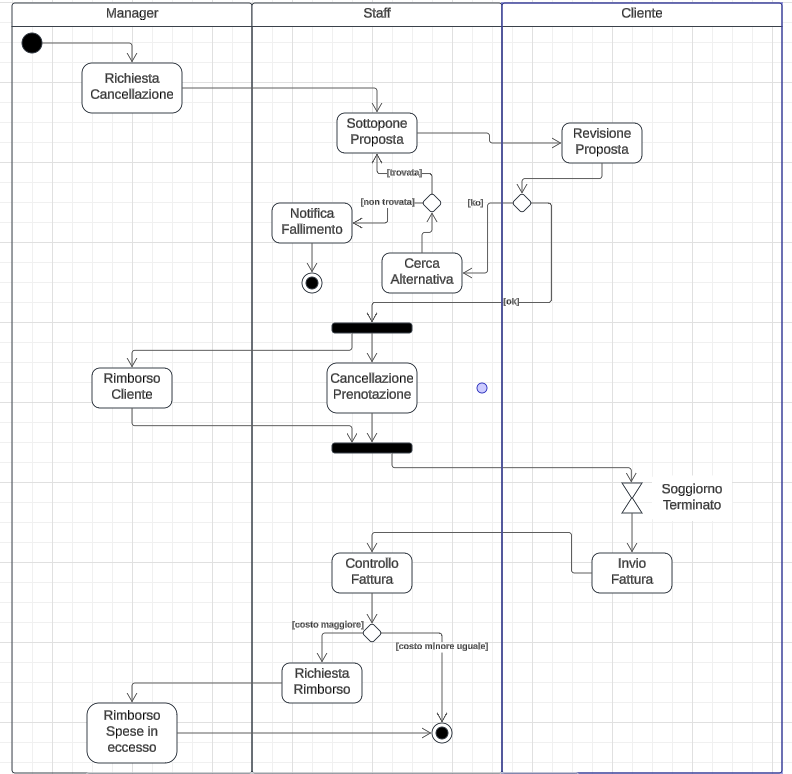 Manager
Staff
Cliente
Richiesta
Cancellazione
Sottopone
Proposta
Revisione
Proposta
[trovata]
[non trovata]
[ko]
Notifica
Fallimento
Cerca
Alternativa
[ok]
Rimborso
Cliente
Cancellazione
Prenotazione
Soggiorno
Terminato
Controllo
Fattura
Invio
Fattura
[costo maggiore]
[costo minore uguale]
Richiesta
Rimborso
Rimborso
Spese in
eccesso